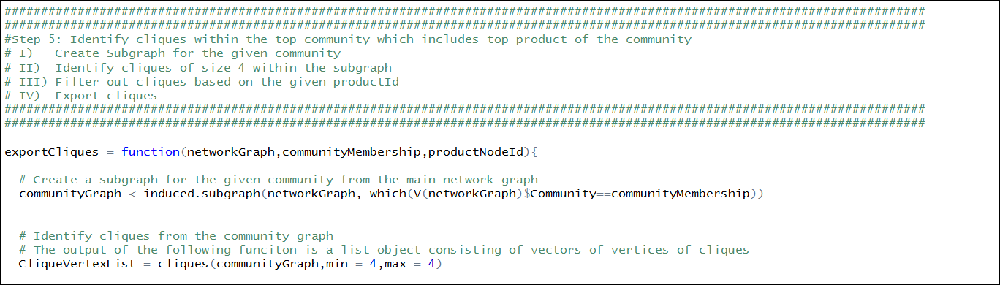 ##############################################################################################################################
##############################################################################################################################
#Step 5: Identify cliques within the top community which includes top product of the community
# I)   Create Subgraph for the given community
# II)  Identify cliques of size 4 within the subgraph
# III) Filter out cliques based on the given productId
# IV)  Export cliques
##############################################################################################################################
##############################################################################################################################
exportCliques = function(networkGraph,communityMembership,productNodeId){
  # Create a subgraph for the given community from the main network graph
  communityGraph <-induced.subgraph(networkGraph, which(V(networkGraph)$Community==communityMembership))
  # Identify cliques from the community graph
  # The output of the following funciton is a list object consisting of vectors of vertices of cliques
  CliqueVertexList = cliques(communityGraph,min = 4,max = 4)